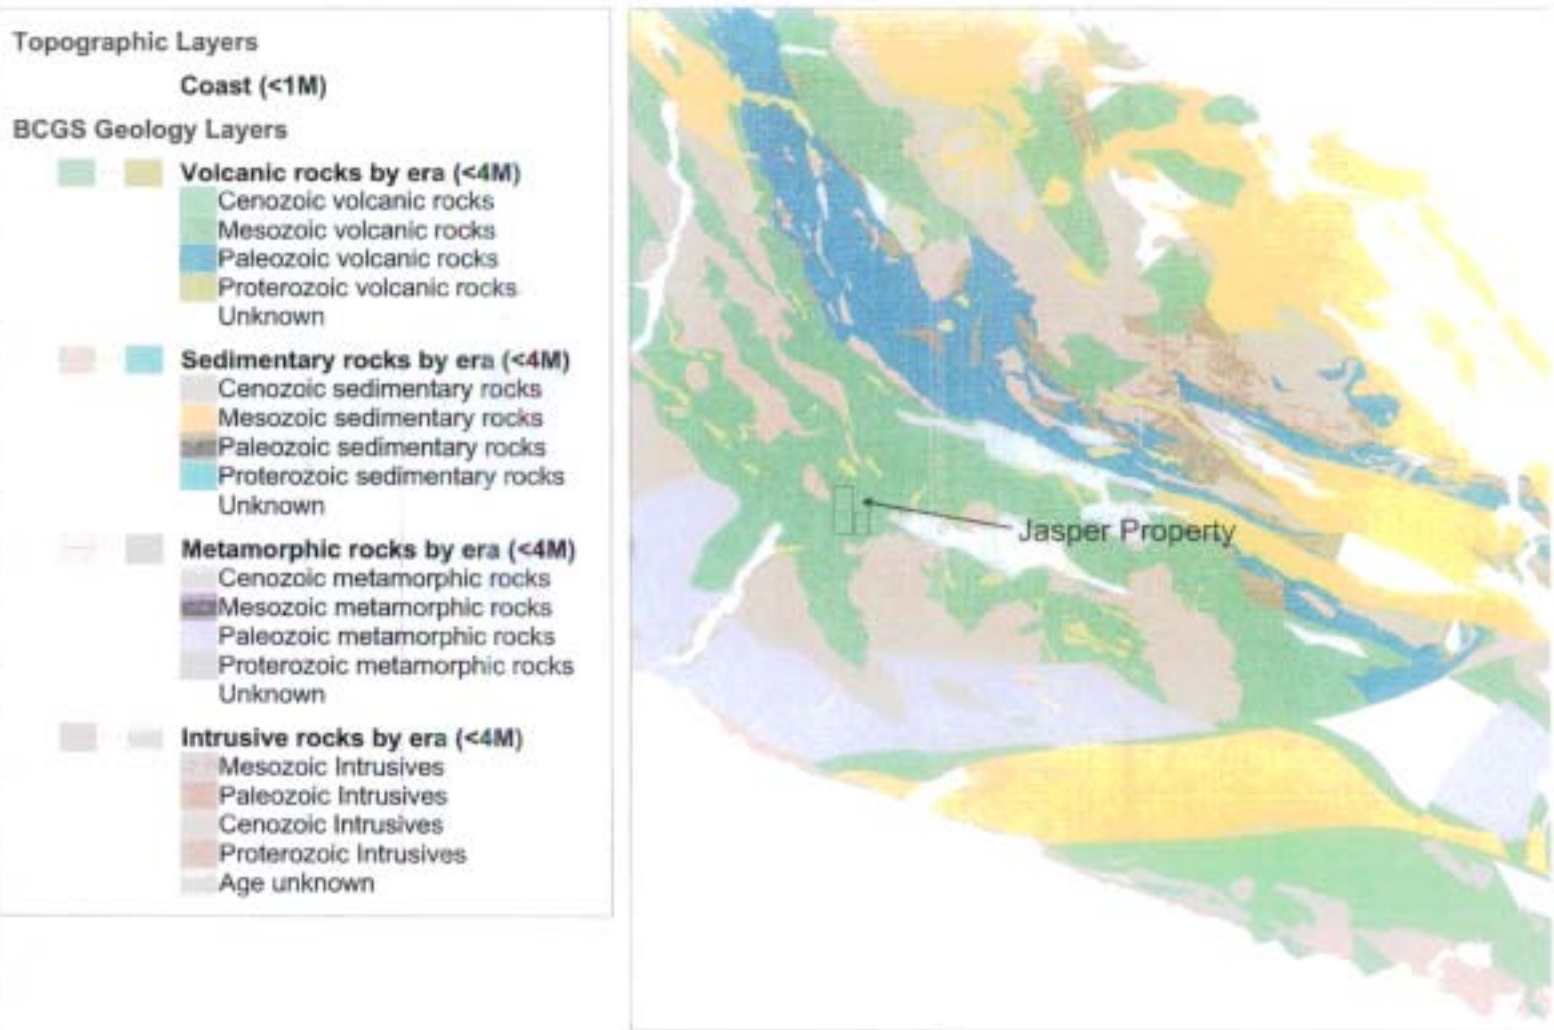 Topographic Layers
Coast (<1M)
BCGS Geology Layers
Volcanic rocks by era (<4M)
Cenozoic volcanic rocks
Mesozoic volcanic rocks
Paleozoic volcanic rocks
Proterozoic volcanic rocks
Unknown
Sedimentary rocks by era (<4M)
Cenozoic sedimentary rocks
Mesozoic sedimentary rocks
Paleozoic sedimentary rocks
Proterozoic sedimentary rocks
Unknown
Metamorphic rocks by era (<4M)
Cenozoic metamorphic rocks
Mesozoic metamorphic rocks
Paleozoic metamorphic rocks
Proterozoic metamorphic rocks
Unknown
Intrusive rocks by era (<4M)
Mesozoic Intrusives
Paleozoic Intrusives
Cenozoic Intrusives
Proterozoic Intrusives
Age unknown
Jasper Property